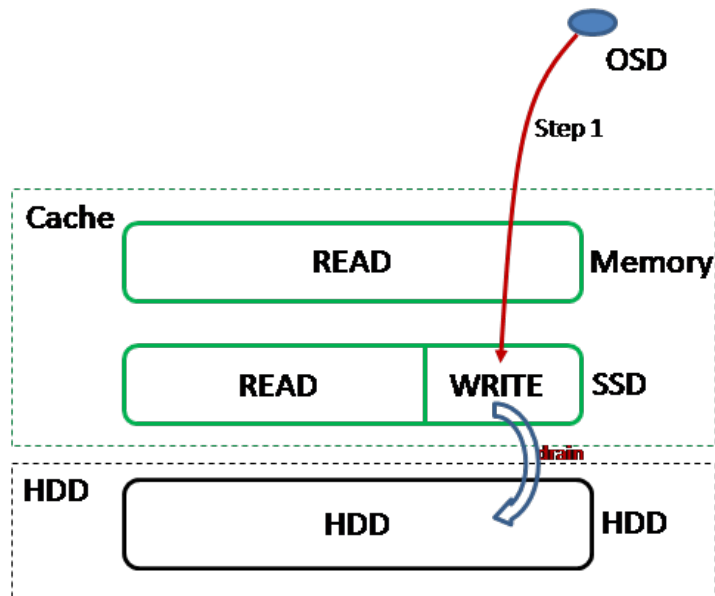 OSD
Step 1
Cache
READ
Memory
READ
WRITE
SSD
drain
HDD
HDD
HDD